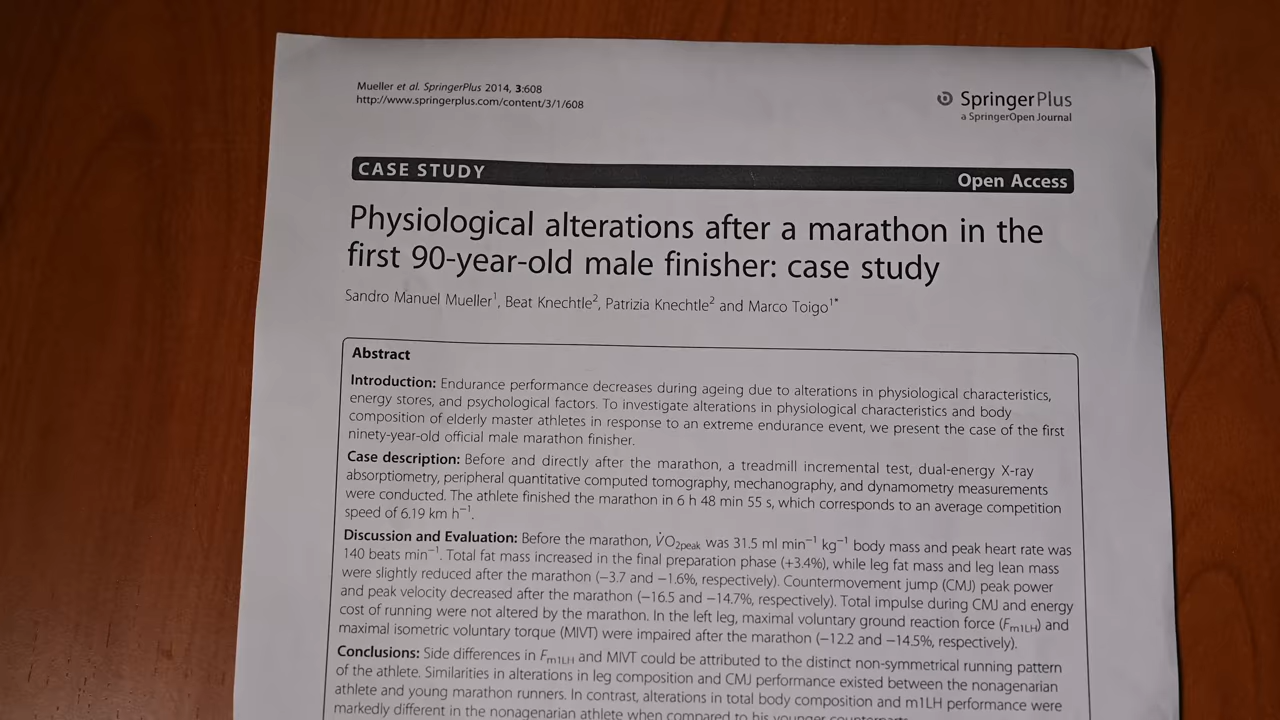 Mueller et al. SpringerPlus 2014, 3:608
http://www.springerplus.com/content/3/1/608
SpringerPlus
a SpringerOpen Journal
CASE STUDY
Open Access
Physiological alterations after a marathon in the
first 90-year-old male finisher: case study
Sandro Manuel Mueller¹, Beat Knechtle², Patrizia Knechtle² and Marco Toigo¹*
Abstract
Introduction: Endurance performance decreases during ageing due to alterations in physiological characteristics,
energy stores, and psychological factors. To investigate alterations in physiological characteristics and body
composition of elderly master athletes in response to an extreme endurance event, we present the case of the first
ninety-year-old official male marathon finisher.
Case description: Before and directly after the marathon, a treadmill incremental test, dual-energy X-ray
absorptiometry, peripheral quantitative computed tomography, mechanography, and dynamometry measurements
were conducted. The athlete finished the marathon in 6 h 48 min 55 s, which corresponds to an average competition
speed of 6.19 km h⁻¹.
Discussion and Evaluation: Before the marathon, V̇O₂peak was 31.5 ml min⁻¹ kg⁻¹ body mass and peak heart rate was
140 beats min⁻¹. Total fat mass increased in the final preparation phase (+3.4%), while leg fat mass and leg lean mass
were slightly reduced after the marathon (−3.7 and −1.6%, respectively). Countermovement jump (CMJ) peak power
and peak velocity decreased after the marathon (−16.5 and −14.7%, respectively). Total impulse during CMJ and energy
cost of running were not altered by the marathon. In the left leg, maximal voluntary ground reaction force (Fm1LH) and
maximal isometric voluntary torque (MIVT) were impaired after the marathon (−12.2 and −14.5%, respectively).
Conclusions: Side differences in Fm1LH and MIVT could be attributed to the distinct non-symmetrical running pattern
of the athlete. Similarities in alterations in leg composition and CMJ performance existed between the nonagenarian
athlete and young marathon runners. In contrast, alterations in total body composition and m1LH performance were
markedly different in the nonagenarian athlete when compared to his younger